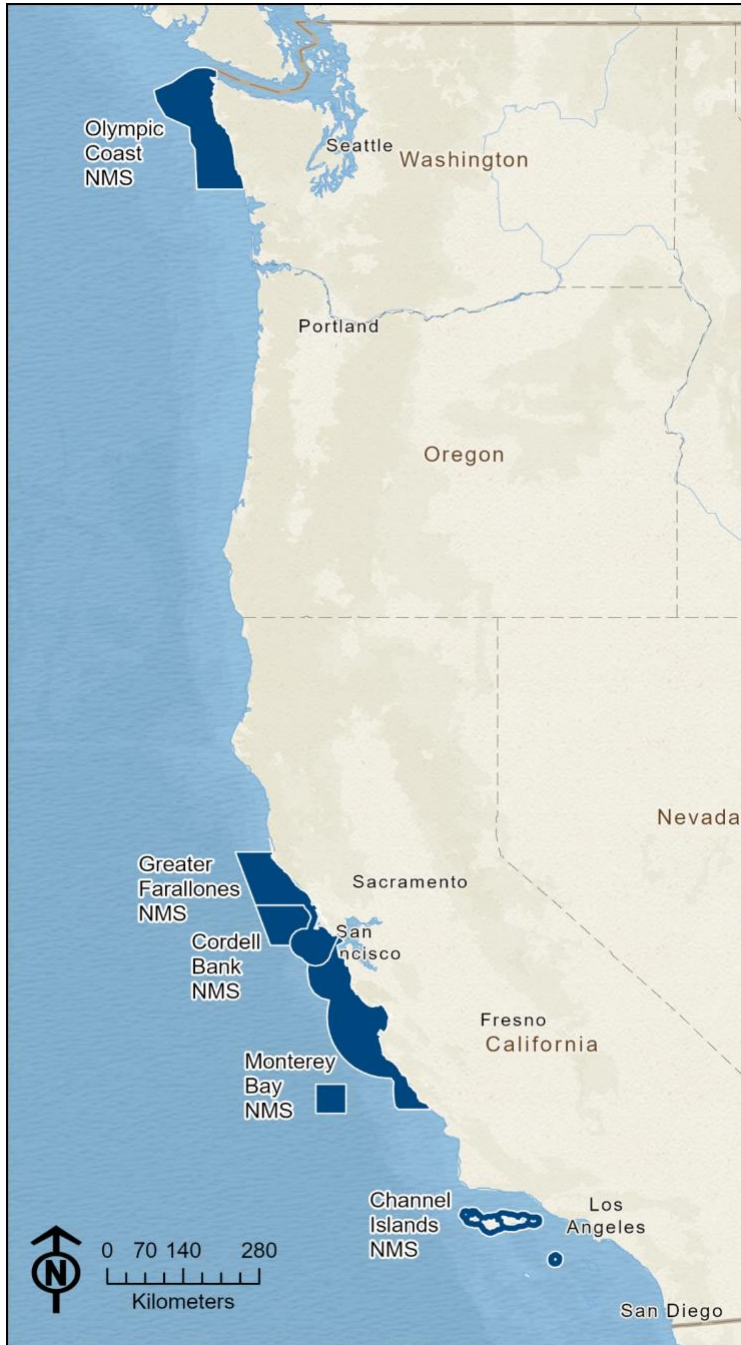 Olympic
Coast
NMS
Seattle
Washington
Portland
Oregon
Nevada
Greater
Farallones
NMS
Sacramento
Cordell
Bank
NMS
San
ncisco
Fresno
California
Monterey
Bay
NMS
Channel
Islands
NMS
Los
Angeles
N
0 70 140 280
Kilometers
San Diego